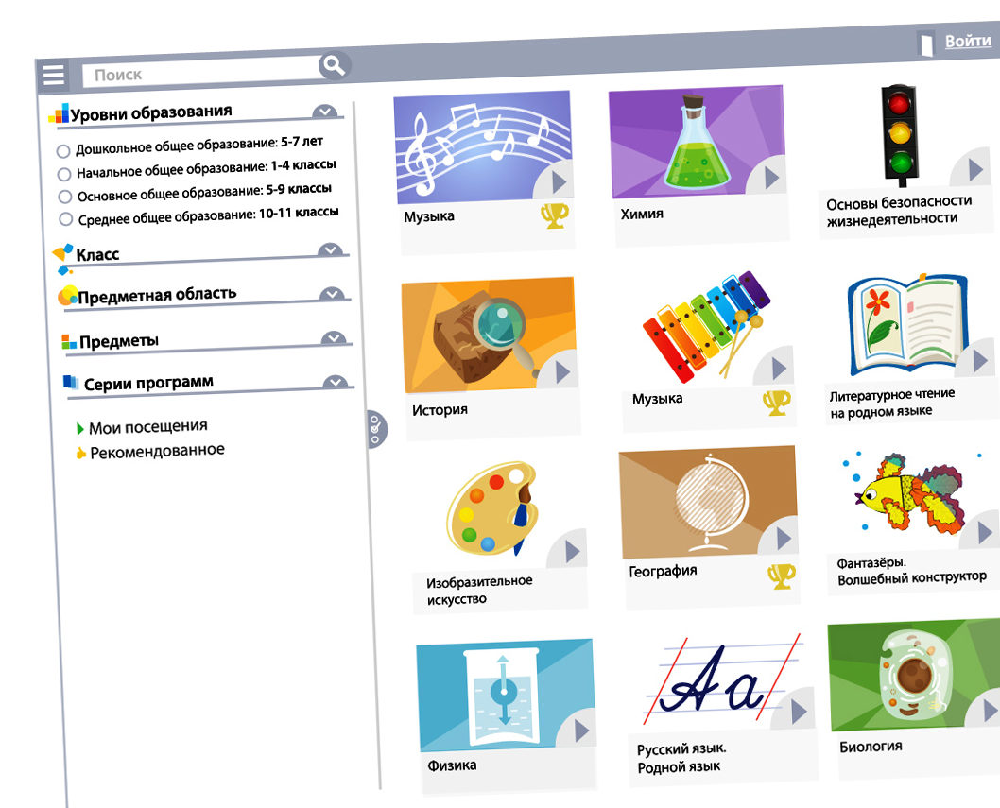 Поиск
Войти
Уровни образования
Дошкольное общее образование: 5-7 лет
Начальное общее образование: 1-4 классы
Основное общее образование: 5-9 классы
Среднее общее образование: 10-11 классы
Класс
Предметная область
Предметы
Серии программ
Мои посещения
Рекомендованное
Музыка
Химия
Основы безопасности
жизнедеятельности
История
Музыка
Литературное чтение
на родном языке
Изобразительное
искусство
География
Фантазёры.
Волшебный конструктор
Физика
Аа
Русский язык.
Родной язык
Биология